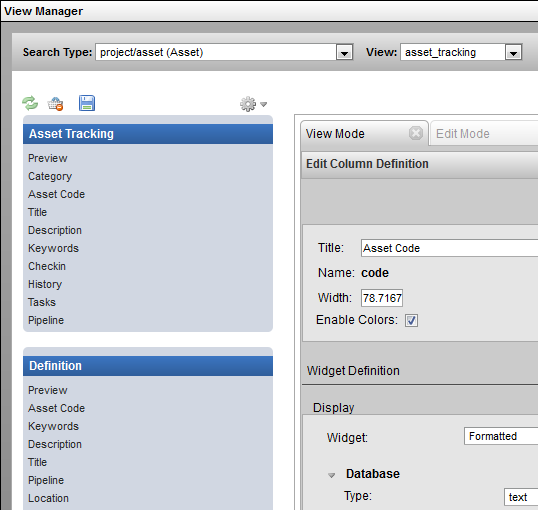 View Manager
Search Type: project/asset (Asset) View: asset_tracking
Asset Tracking
Preview
Category
Asset Code
Title
Description
Keywords
Checkin
History
Tasks
Pipeline
Definition
Preview
Asset Code
Keywords
Description
Title
Pipeline
Location
View Mode Edit Mode
Edit Column Definition
Title: Asset Code
Name: code
Width: 78.7167
Enable Colors:
Widget Definition
Display
Widget: Formatted
Database
Type: text